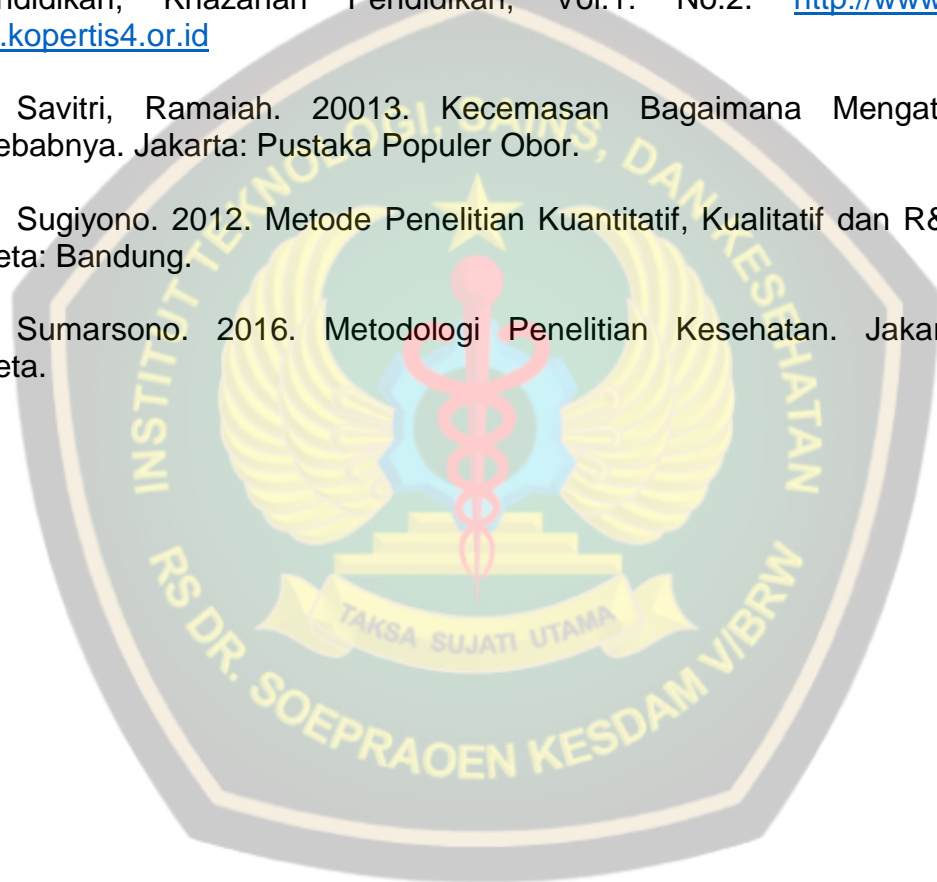 ndidikan, Khazanah Pendidikan, Vol.1. No.2. http://www
.kopertis4.or.id
Savitri, Ramaiah. 20013. Kecemasan Bagaimana Mengat
ebabnya. Jakarta: Pustaka Populer Obor.
Sugiyono. 2012. Metode Penelitian Kuantitatif, Kualitatif dan R&
eta: Bandung.
Sumarsono. 2016. Metodologi Penelitian Kesehatan. Jakar
eta.
INSTITUT TEKNOLOGI, SAINS, DAN KESEHATAN
TAKSA SUJATI UTAMA
RS DR. SOEPRAOEN KESDAM V/BRW